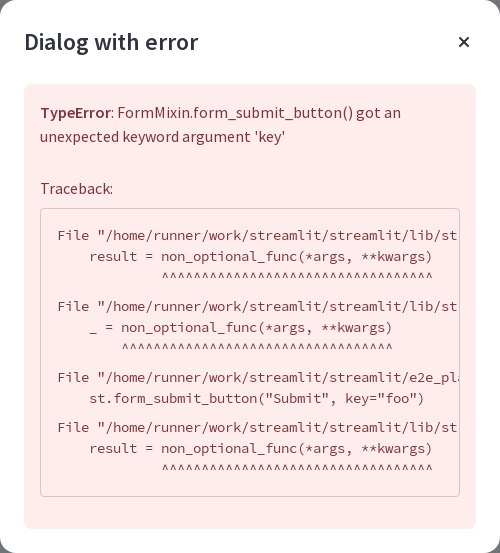 Dialog with error
TypeError: FormMixin.form_submit_button() got an
unexpected keyword argument 'key'
Traceback:
File "/home/runner/work/streamlit/streamlit/lib/st
result = non_optional_func(*args, **kwargs)
^^^^^^^^^^^^^^^^^^^^^^^^^^^^^^^^^^
File "/home/runner/work/streamlit/streamlit/lib/st
_ = non_optional_func(*args, **kwargs)
^^^^^^^^^^^^^^^^^^^^^^^^^^^^^^^^^^
File "/home/runner/work/streamlit/streamlit/e2e_pla
st.form_submit_button("Submit", key="foo")
File "/home/runner/work/streamlit/streamlit/lib/st
result = non_optional_func(*args, **kwargs)
^^^^^^^^^^^^^^^^^^^^^^^^^^^^^^^^^^